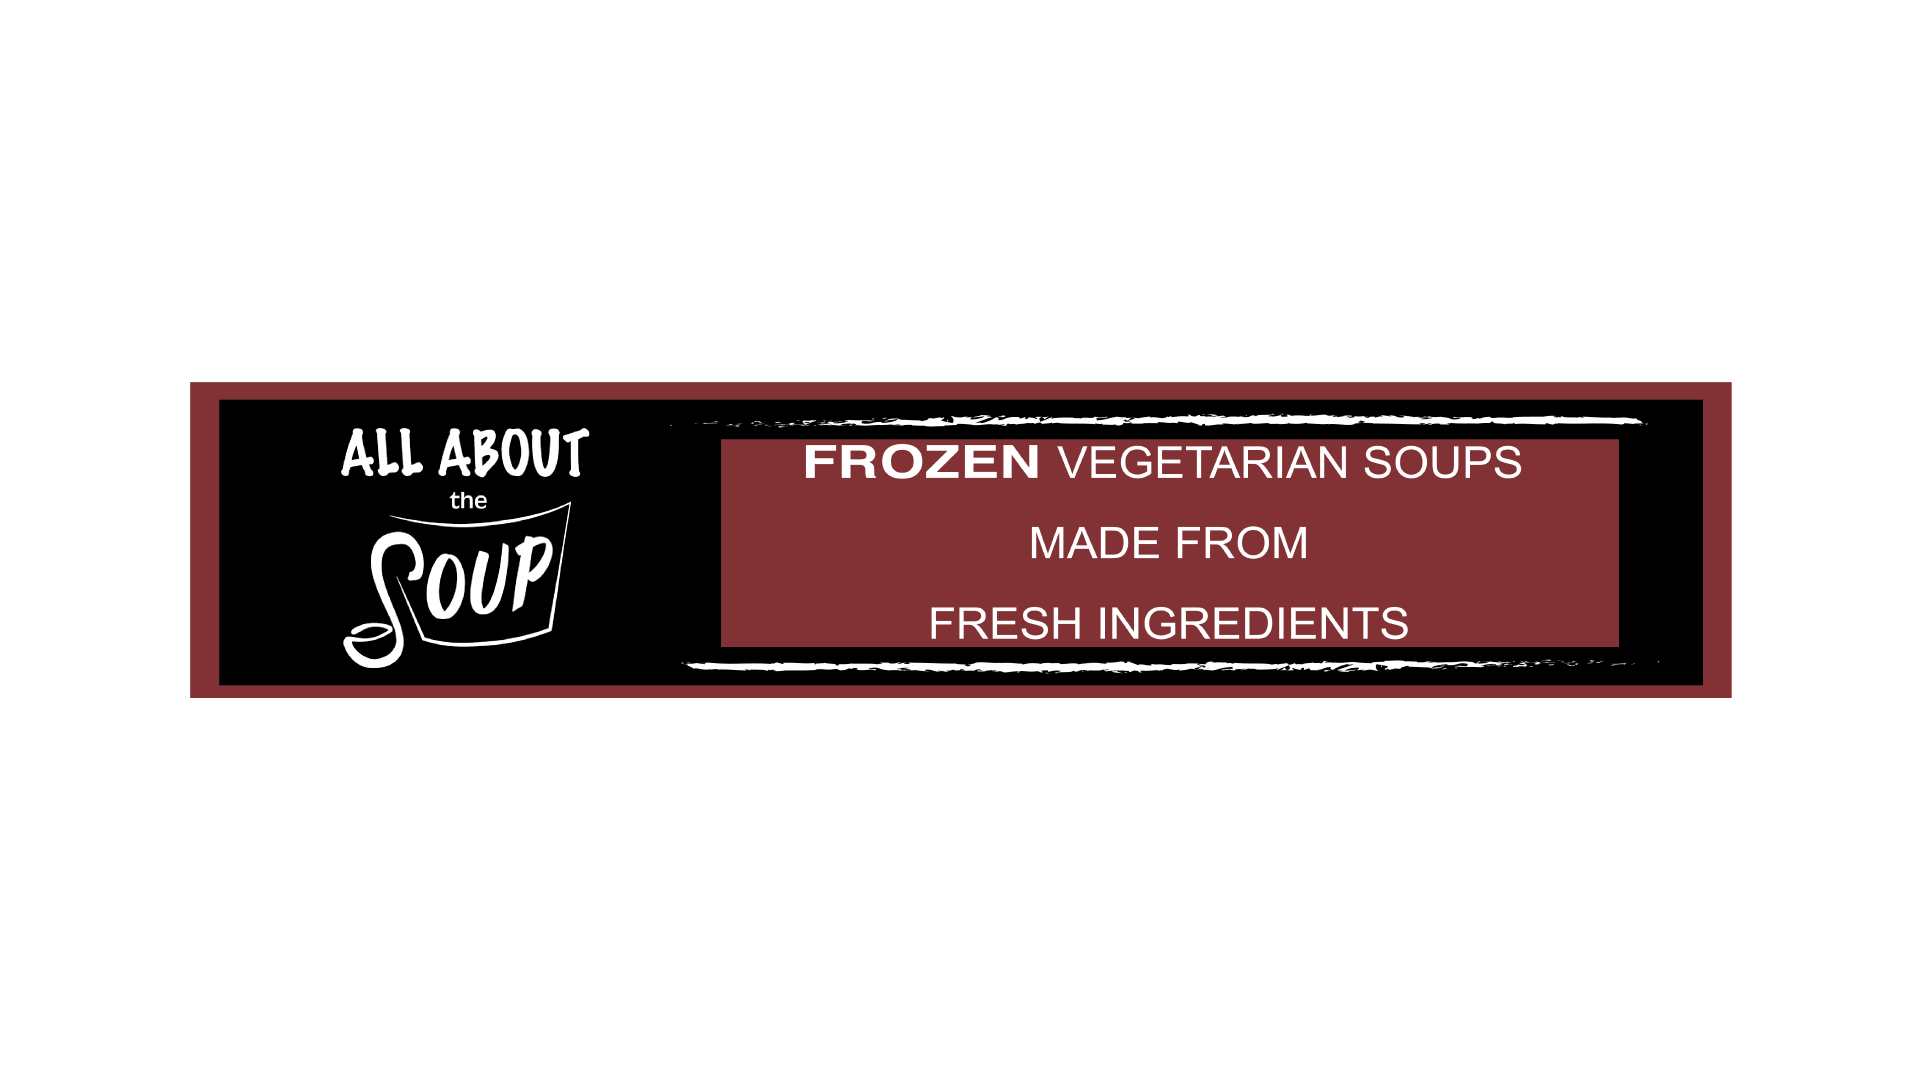 ALL ABOUT
the
SOUP
FROZEN VEGETARIAN SOUPS
MADE FROM
FRESH INGREDIENTS